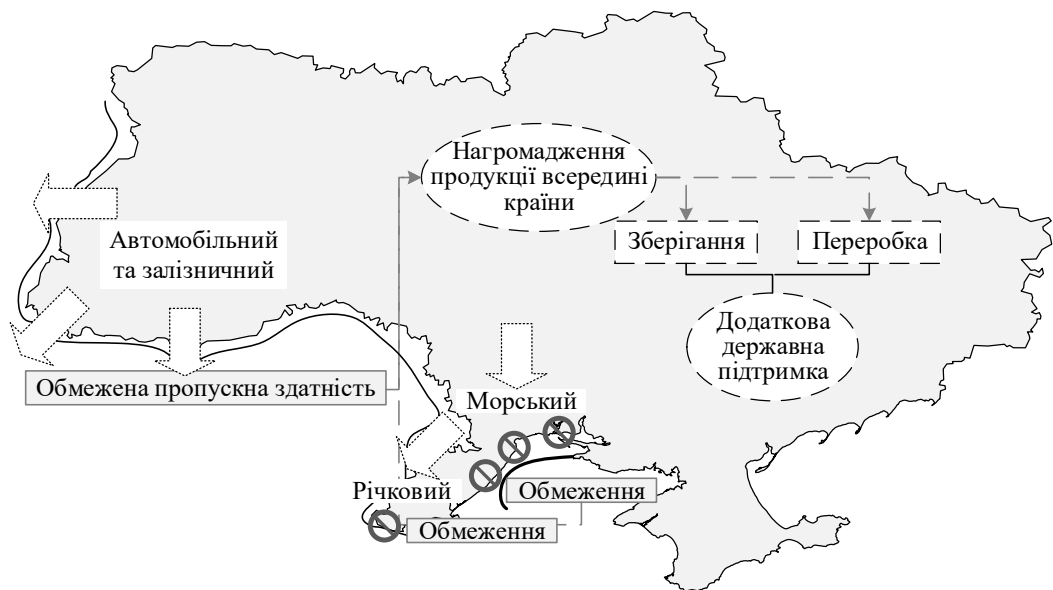 Нагромадження
продукції всередині
країни
Зберігання
Переробка
Автомобільний
та залізничний
Додаткова
державна
підтримка
Обмежена пропускна здатність
Морський
Річковий
Обмеження
Обмеження